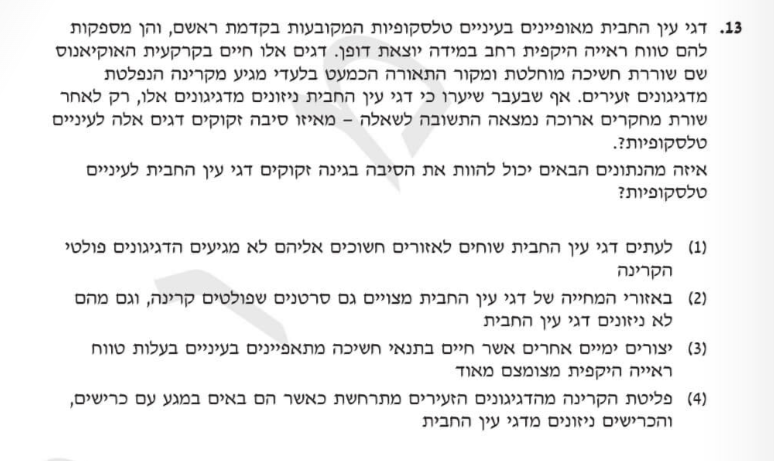 13. דגי עין החבית מאופיינים בעיניים טלסקופיות המקובעות בקדמת ראשם, והן מספקות
להם טווח ראייה היקפית רחב במידה יוצאת דופן. דגים אלו חיים בקרקעית האוקיאנוס
שם שוררת חשיכה מוחלטת ומקור התאורה הכמעט בלעדי מגיע מקרינה הנפלטת
מדגיגונים זעירים. אף שבעבר שיערו כי דגי עין החבית ניזונים מדגיגונים אלו, רק לאחר
שורת מחקרים ארוכה נמצאה התשובה לשאלה – מאיזו סיבה זקוקים דגים אלה לעיניים
טלסקופיות?.
איזה מהנתונים הבאים יכול להוות את הסיבה בגינה זקוקים דגי עין החבית לעיניים
טלסקופיות?
(1) לעתים דגי עין החבית שוחים לאזורים חשוכים אליהם לא מגיעים הדגיגונים פולטי
הקרינה
(2) באזורי המחייה של דגי עין החבית מצויים גם סרטנים שפולטים קרינה, וגם מהם
לא ניזונים דגי עין החבית
(3) יצורים ימיים אחרים אשר חיים בתנאי חשיכה מתאפיינים בעיניים בעלות טווח
ראייה היקפית מצומצם מאוד
(4) פליטת הקרינה מהדגיגונים הזעירים מתרחשת כאשר הם באים במגע עם כרישים,
והכרישים ניזונים מדגי עין החבית